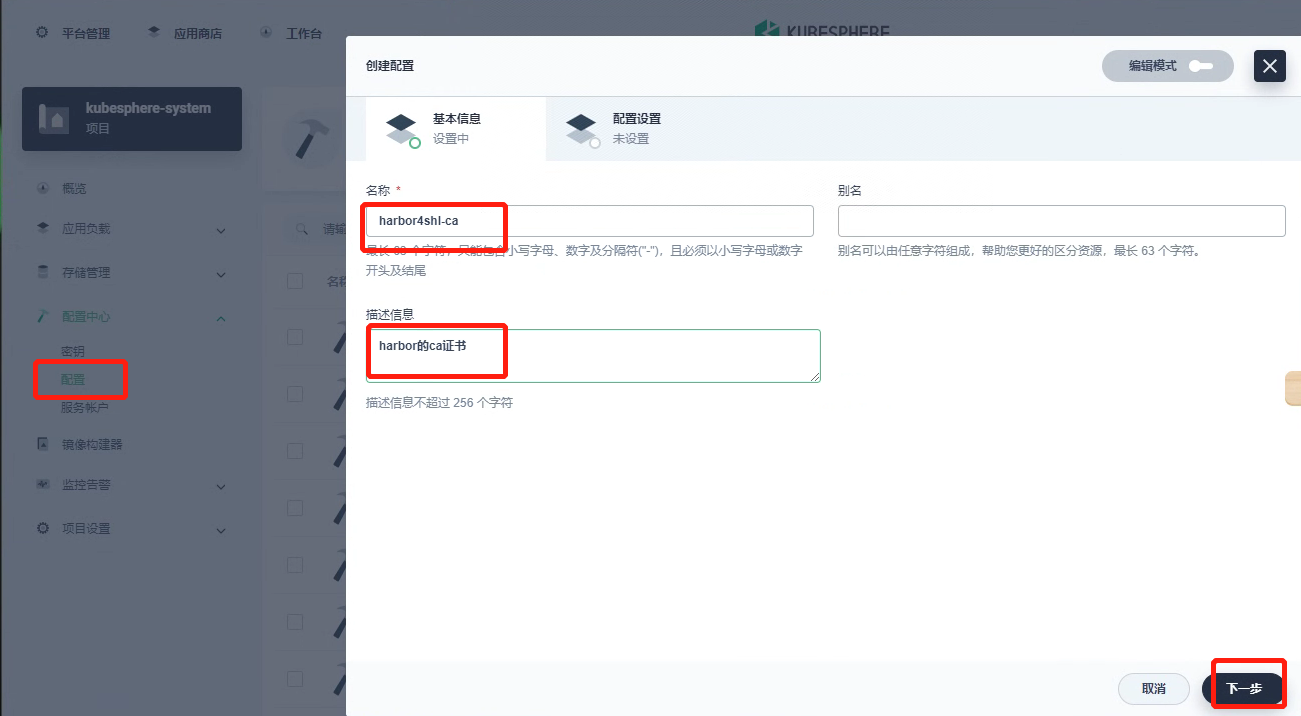 平台管理
应用商店
工作台
KUBESPHERE
创建配置
编辑模式
kubesphere-system
项目
基本信息
设置中
配置设置
未设置
概览
应用负载
存储管理
配置中心
密钥
配置
服务帐户
镜像构建器
监控告警
项目设置
请输
名称
名称 *
harbor4shl-ca
最长 63 个字符，只能包含小写字母、数字及分隔符("-")，且必须以小写字母或数字
开头及结尾
别名
别名可以由任意字符组成，帮助您更好的区分资源，最长 63 个字符。
描述信息
harbor的ca证书
描述信息不超过 256 个字符
取消
下一步